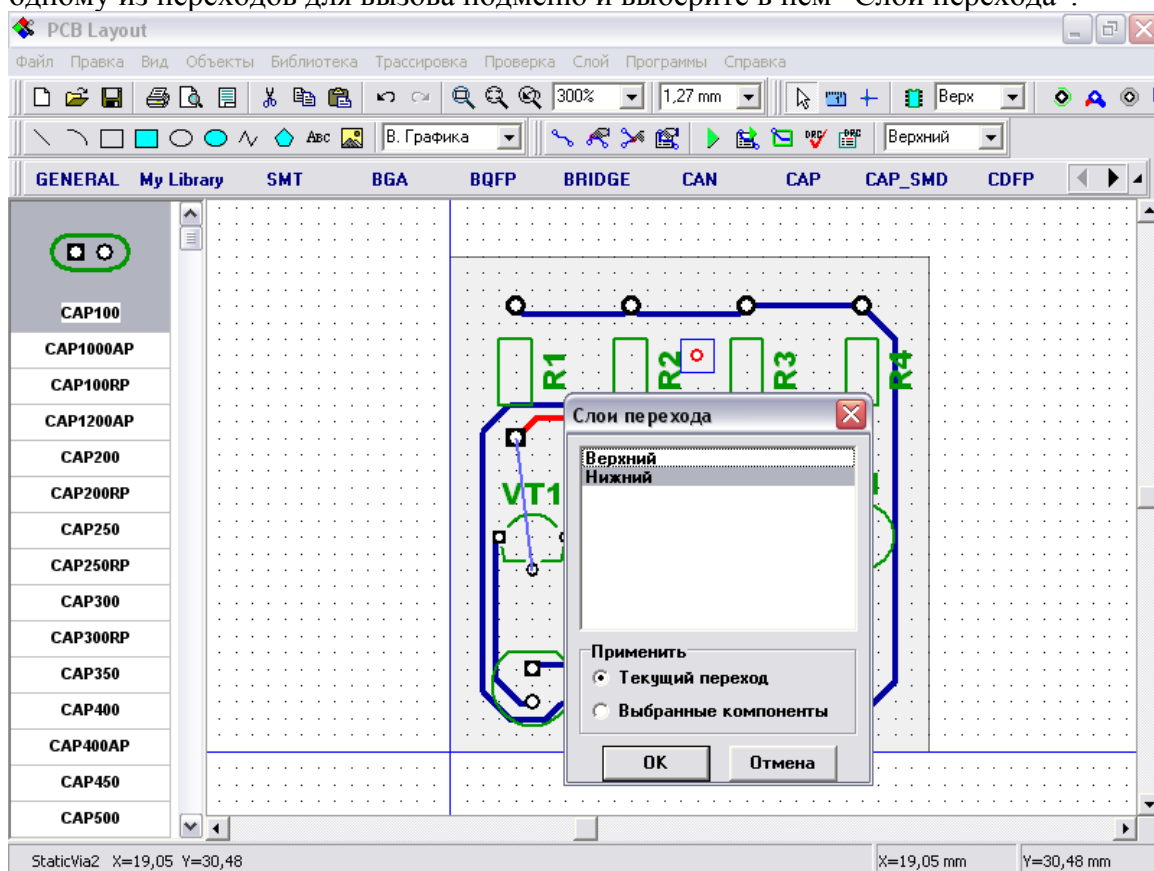 одному из переходов для вызова подменю и выберите в нем "Слои перехода".
PCB Layout
Файл Правка Вид Объекты Библиотека Трассировка Проверка Слой Программы Справка
300% 1,27 mm Верх
ABC В. Графика DRC DRC Верхний
GENERAL My Library SMT BGA BQFP BRIDGE CAN CAP CAP_SMD CDFP
CAP100
CAP1000AP
CAP100RP
CAP1200AP
CAP200
CAP200RP
CAP250
CAP250RP
CAP300
CAP300RP
CAP350
CAP400
CAP400AP
CAP450
CAP500
R1
R2
R3
R4
VT1
Слои перехода
Верхний
Нижний
Применить
Текущий переход
Выбранные компоненты
OK Отмена
StaticVia2 X=19,05 Y=30,48 X=19,05 mm Y=30,48 mm